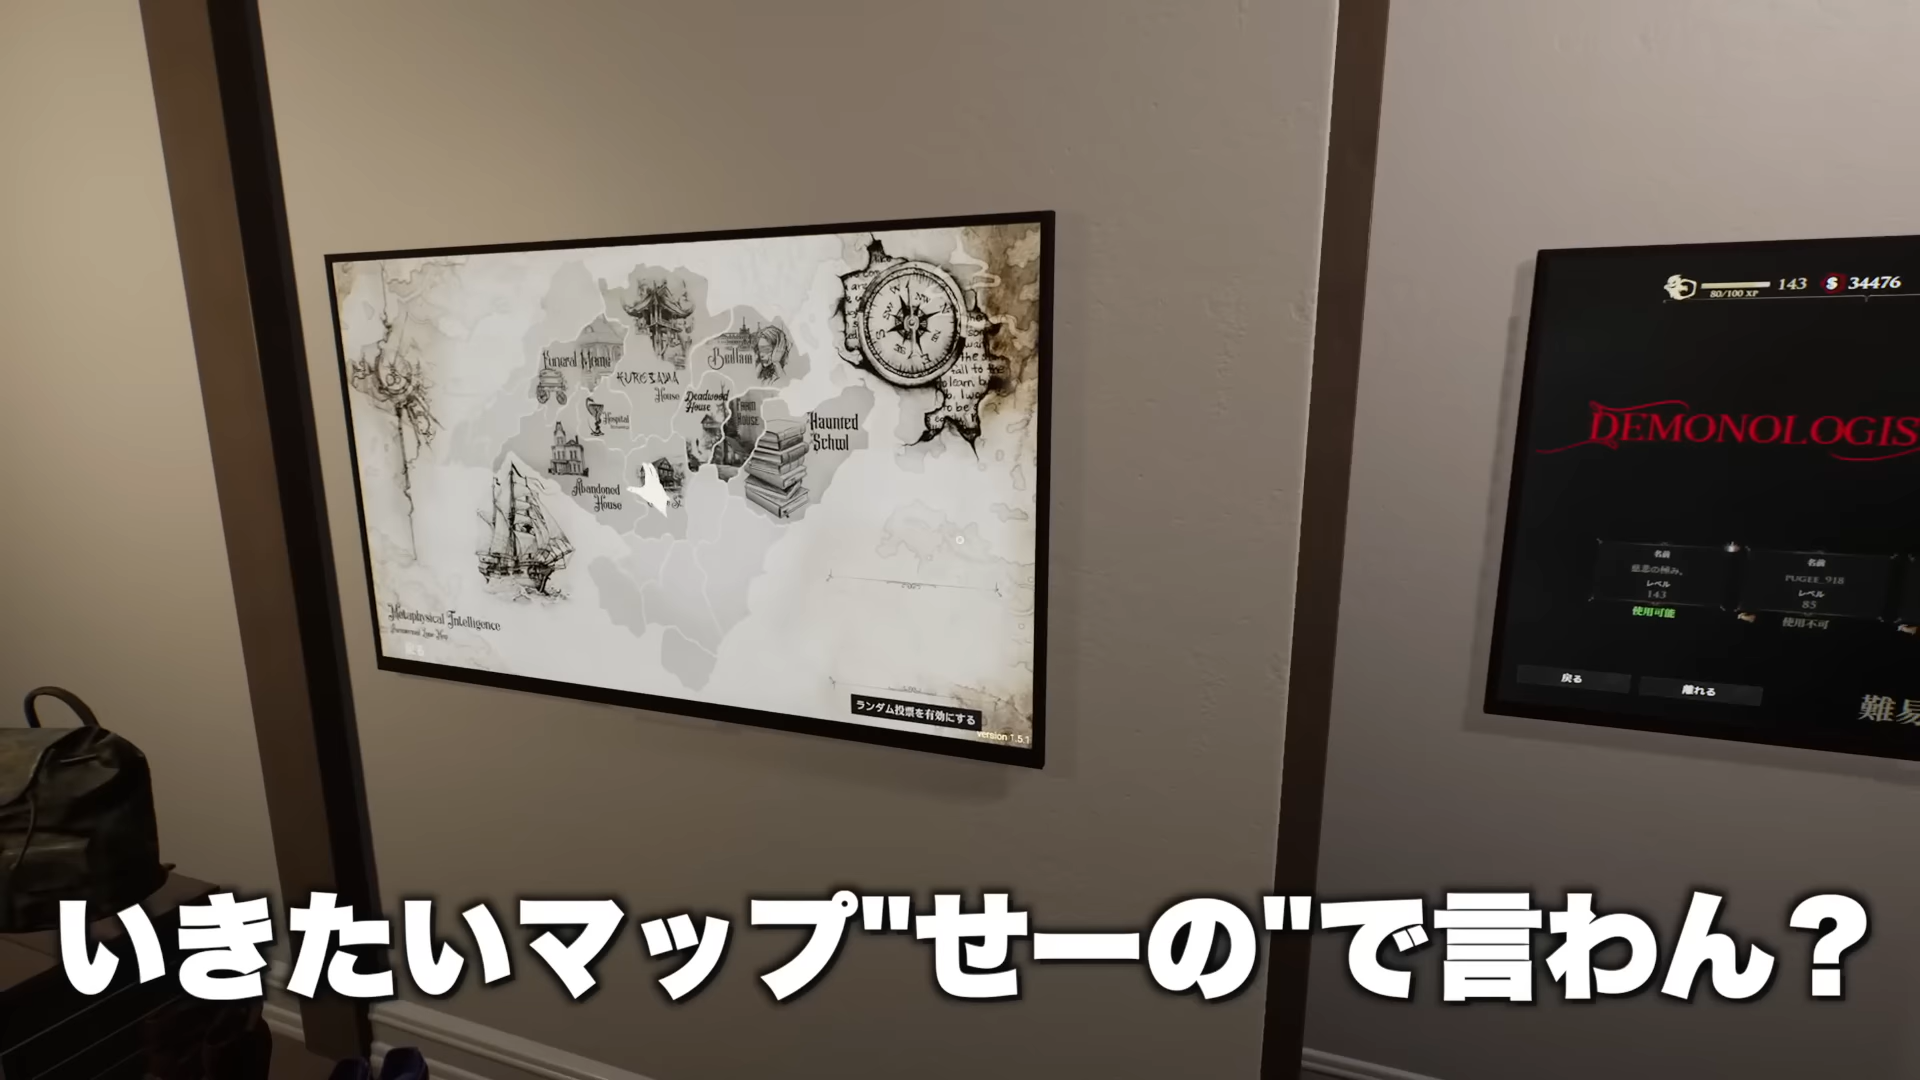 Funeral Home
KUROSAWA
House
Bedlam
Deadwood
House
FARM
HOUSE
Hospital
Haunted
School
Abandoned
House
Metaphysical Intelligence
戻る
ランダム投票を有効にする
version 1.5.1
80/100 XP
143
$ 34476
DEMONOLOGIS
名前
レベル
143
使用可能
名前
PUGEE_918
レベル
85
使用不可
戻る
離れる
難易
いきたいマップ"せーの"で言わん？